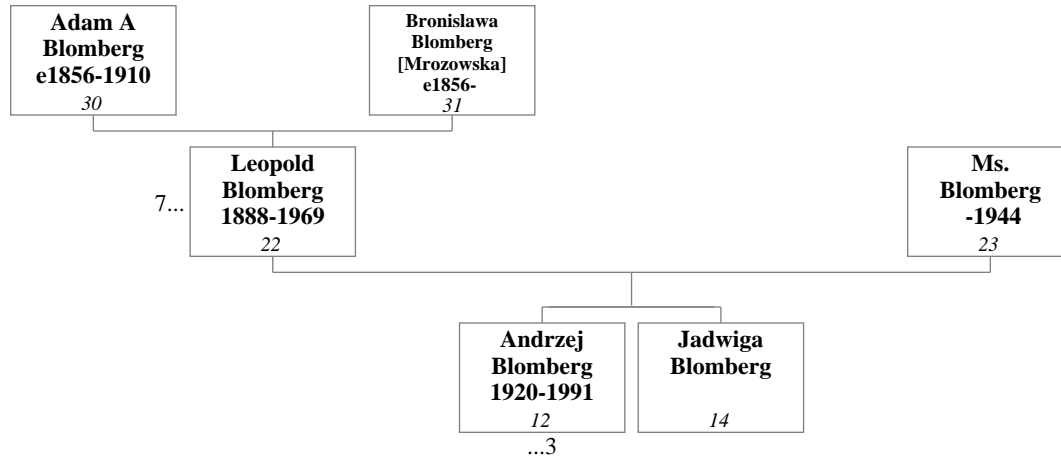 Adam A
Blomberg
e1856-1910
30
Bronislawa
Blomberg
[Mrozowska]
e1856-
31
7...
Leopold
Blomberg
1888-1969
22
Ms.
Blomberg
-1944
23
Andrzej
Blomberg
1920-1991
12
...3
Jadwiga
Blomberg
14